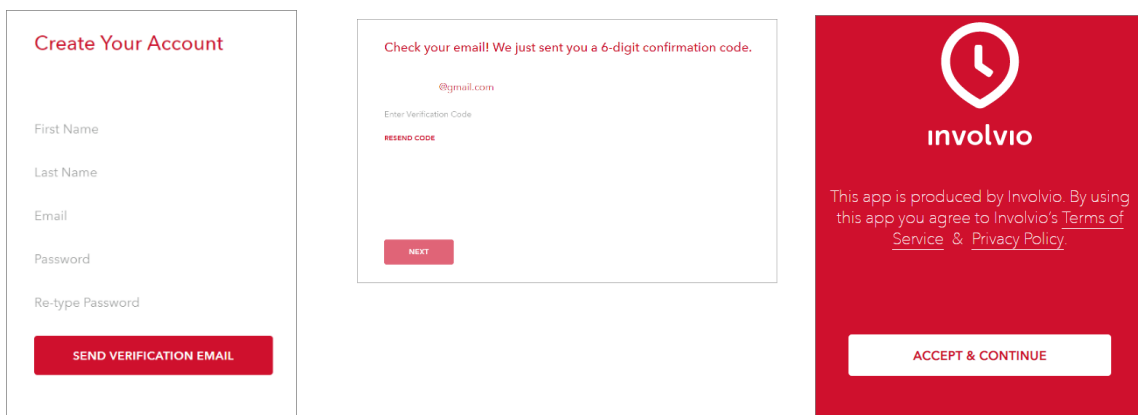 Create Your Account
First Name
Last Name
Email
Password
Re-type Password
SEND VERIFICATION EMAIL
Check your email! We just sent you a 6-digit confirmation code.
@gmail.com
Enter Verification Code
RESEND CODE
NEXT
involvio
This app is produced by Involvio. By using
this app you agree to Involvio's Terms of
Service & Privacy Policy.
ACCEPT & CONTINUE